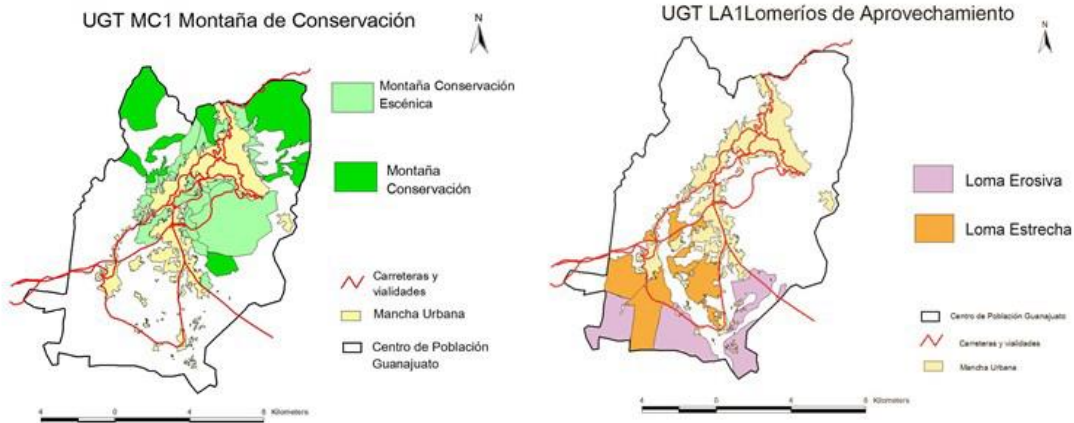 UGT MC1 Montaña de Conservación
N
Montaña Conservación
Escénica
Montaña
Conservación
Carreteras y
vialidades
Mancha Urbana
Centro de Población
Guanajuato
4 0 4 8 Kilometers
UGT LA1Lomeríos de Aprovechamiento
N
Loma Erosiva
Loma Estrecha
Centro de Población Guanajuato
Carreteras y vialidades
Mancha Urbana
4 0 4 8 Kilometers